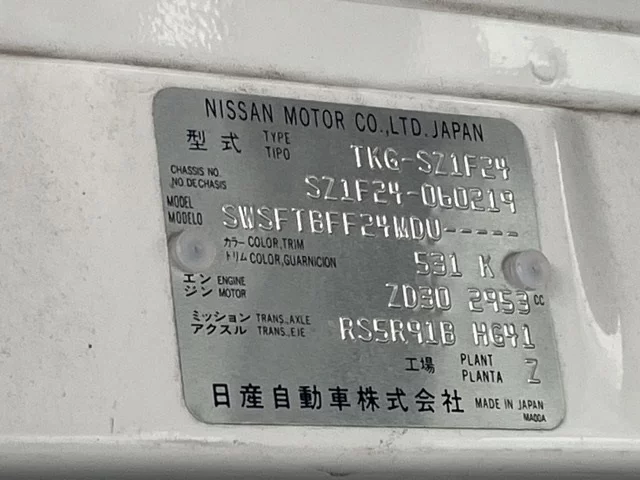 NISSAN MOTOR CO.,LTD. JAPAN
型式 TYPE TIPO TKG-SZ1F24
CHASSIS NO. NO.DE CHASIS SZ1F24-060219
MODEL MODELO SWSFTBFF24WDU-----
カラー COLOR,TRIM トリム COLOR,GUARNICION 531 K
エンジン ENGINE MOTOR ZD30 2953 CC
ミッション TRANS.,AXLE アクスル TRANS.,EJE RS5R91B HG41
工場 PLANT PLANTA Z
日産自動車株式会社 MADE IN JAPAN
MA00A